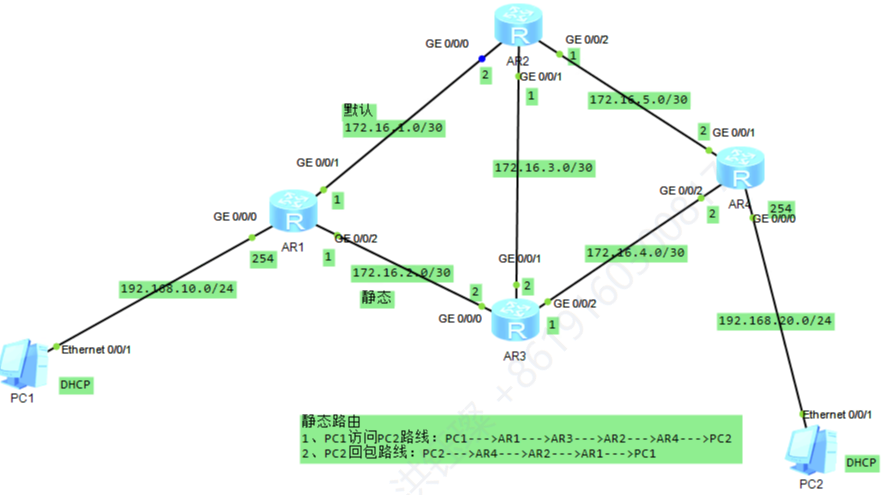 GE 0/0/0
GE 0/0/2
AR2
1
2
GE 0/0/1
1
172.16.5.0/30
默认
172.16.1.0/30
2
GE 0/0/1
GE 0/0/1
172.16.3.0/30
GE 0/0/2
1
AR4
254
GE 0/0/0
2
GE 0/0/0
AR1
GE 0/0/2
254
1
172.16.4.0/30
GE 0/0/1
172.16.2.0/30
静态
2
2
192.168.10.0/24
GE 0/0/2
GE 0/0/0
1
192.168.20.0/24
AR3
Ethernet 0/0/1
DHCP
PC1
Ethernet 0/0/1
静态路由
1、PC1访问PC2路线: PC1--->AR1--->AR3--->AR2--->AR4--->PC2
2、PC2回包路线: PC2--->AR4--->AR2--->AR1--->PC1
DHCP
PC2